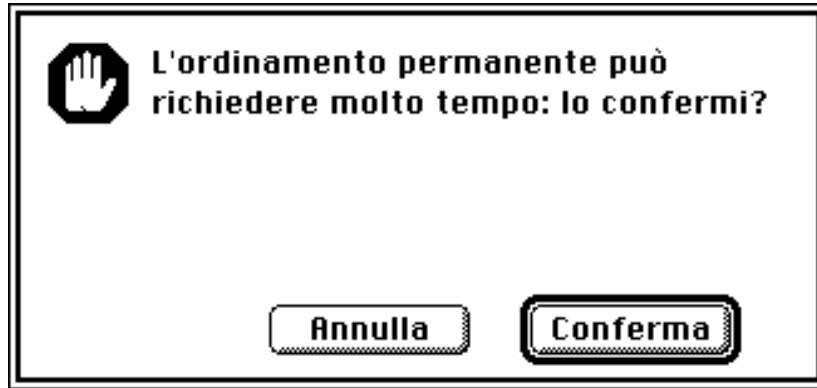 L'ordinamento permanente può
richiedere molto tempo: lo confermi?
Annulla
Conferma